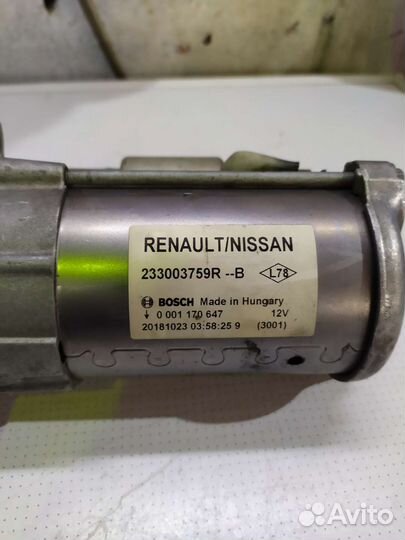 RENAULT/NISSAN
233003759R --B L78
BOSCH Made in Hungary
↓ 0 001 170 647 12V
20181023 03:58:25 9 (3001)
Avito